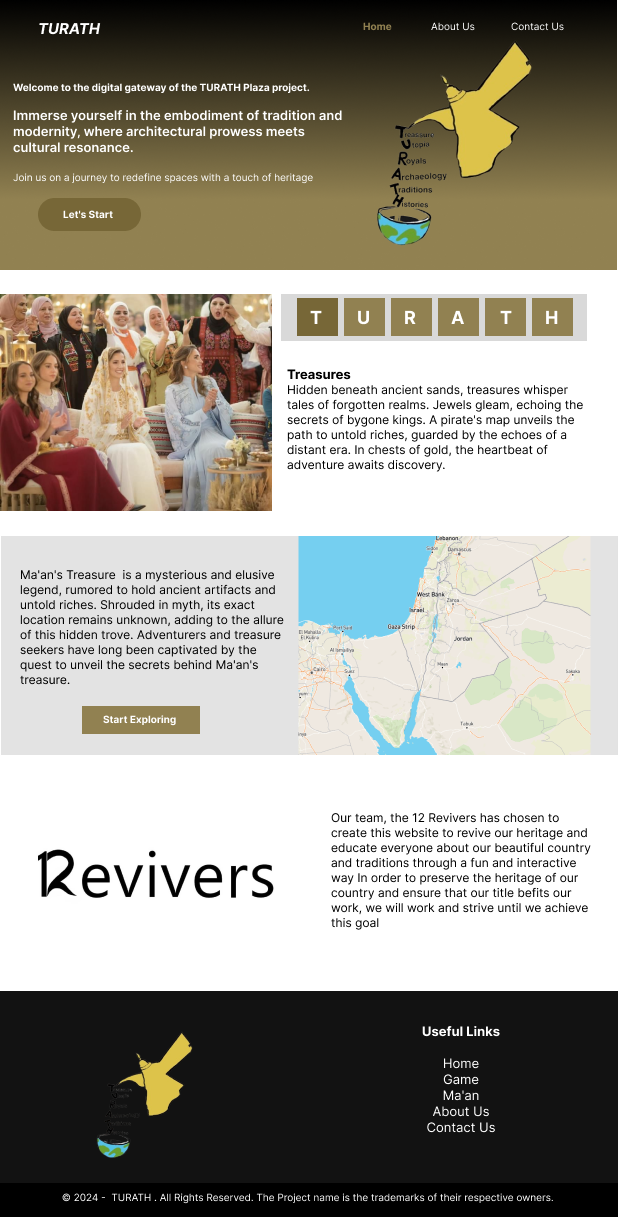 TURATH
Home
About Us
Contact Us
Welcome to the digital gateway of the TURATH Plaza project.
Immerse yourself in the embodiment of tradition and
modernity, where architectural prowess meets
cultural resonance.
Join us on a journey to redefine spaces with a touch of heritage
Let's Start
Treassure
Utopia
Royals
Archaeology
Traditions
Histories
T U R A T H
Treasures
Hidden beneath ancient sands, treasures whisper
tales of forgotten realms. Jewels gleam, echoing the
secrets of bygone kings. A pirate's map unveils the
path to untold riches, guarded by the echoes of a
distant era. In chests of gold, the heartbeat of
adventure awaits discovery.
Ma'an's Treasure  is a mysterious and elusive
legend, rumored to hold ancient artifacts and
untold riches. Shrouded in myth, its exact
location remains unknown, adding to the allure
of this hidden trove. Adventurers and treasure
seekers have long been captivated by the
quest to unveil the secrets behind Ma'an's
treasure.
Start Exploring
Lebanon
Sidon
Damascus
West Bank
Zarqa
Israel
Gaza Strip
Port Said
El Mahalla
El Kubra
Jordan
Al Ismailiya
Cairo
Suez
Maan
Sakaka
Tabuk
Revivers
Our team, the 12 Revivers has chosen to
create this website to revive our heritage and
educate everyone about our beautiful country
and traditions through a fun and interactive
way In order to preserve the heritage of our
country and ensure that our title befits our
work, we will work and strive until we achieve
this goal
Useful Links
Home
Game
Ma'an
About Us
Contact Us
© 2024 -  TURATH . All Rights Reserved. The Project name is the trademarks of their respective owners.